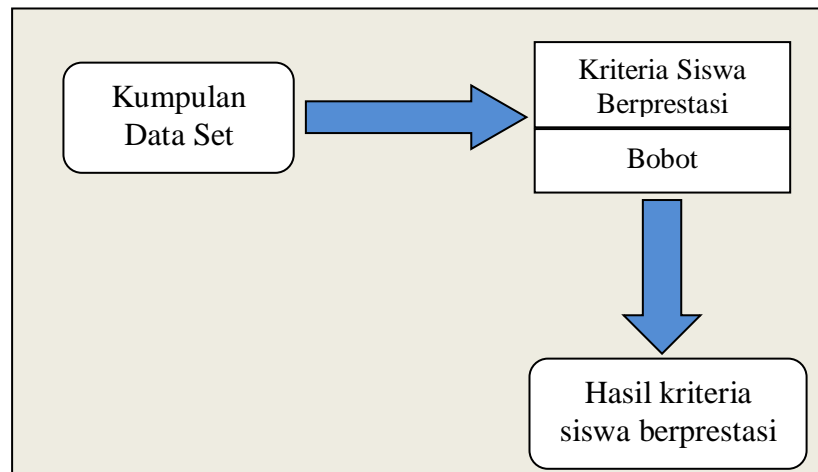 Kumpulan
Data Set
Kriteria Siswa
Berprestasi
Bobot
Hasil kriteria
siswa berprestasi